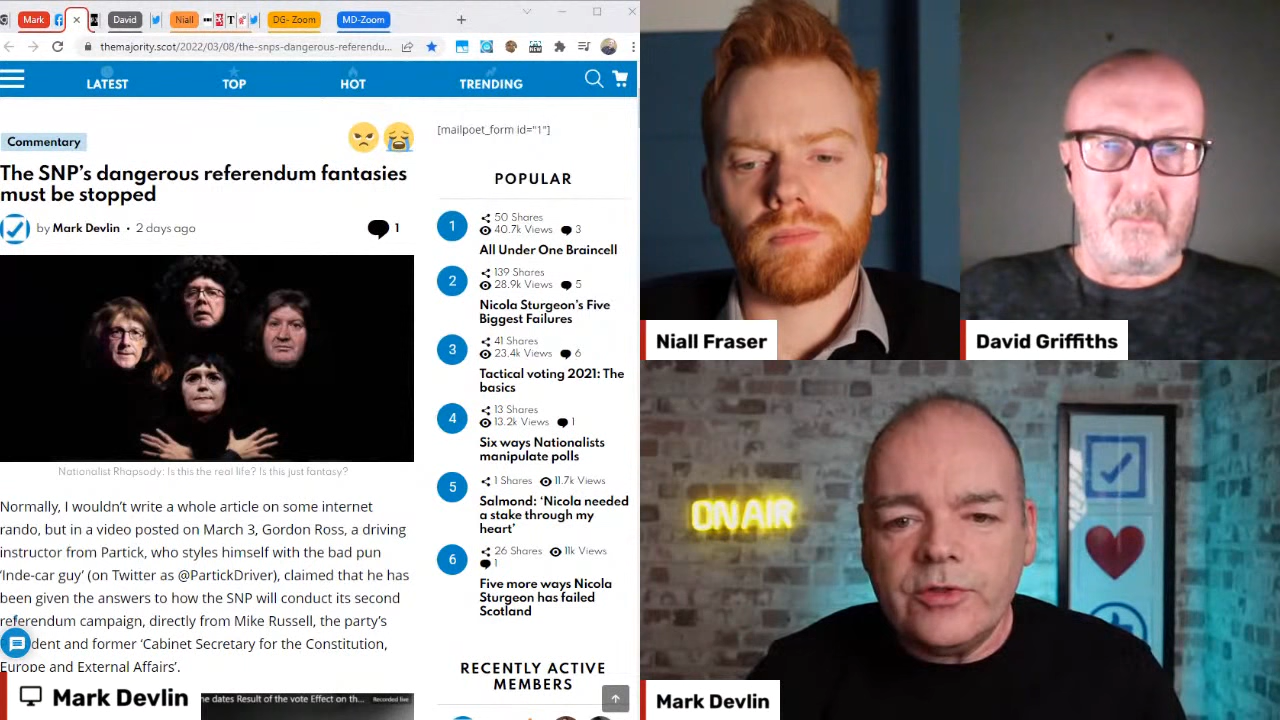 Mark
David
Niall
DG- Zoom
MD-Zoom
themajority.scot/2022/03/08/the-snps-dangerous-referendu...
LATEST
TOP
HOT
TRENDING
Commentary
The SNP's dangerous referendum fantasies
must be stopped
by Mark Devlin • 2 days ago
1
Nationalist Rhapsody: Is this the real life? Is this just fantasy?
Normally, I wouldn't write a whole article on some internet
rando, but in a video posted on March 3, Gordon Ross, a driving
instructor from Partick, who styles himself with the bad pun
'Inde-car guy' (on Twitter as @PartickDriver), claimed that he has
been given the answers to how the SNP will conduct its second
referendum campaign, directly from Mike Russell, the party's
and former 'Cabinet Secretary for the Constitution,
Europe and External Affairs'.
Mark Devlin
ne dates Result of the vote Effect on th...
Recorded live
[mailpoet_form id="1"]
POPULAR
1
50 Shares
40.7k Views 3
All Under One Braincell
2
139 Shares
28.9k Views 5
Nicola Sturgeon's Five
Biggest Failures
3
41 Shares
23.4k Views 6
Tactical voting 2021: The
basics
4
13 Shares
13.2k Views 1
Six ways Nationalists
manipulate polls
5
1 Shares 11.7k Views
Salmond: 'Nicola needed
a stake through my
heart'
6
26 Shares 11k Views
1
Five more ways Nicola
Sturgeon has failed
Scotland
RECENTLY ACTIVE
MEMBERS
Niall Fraser
David Griffiths
ON AIR
Mark Devlin